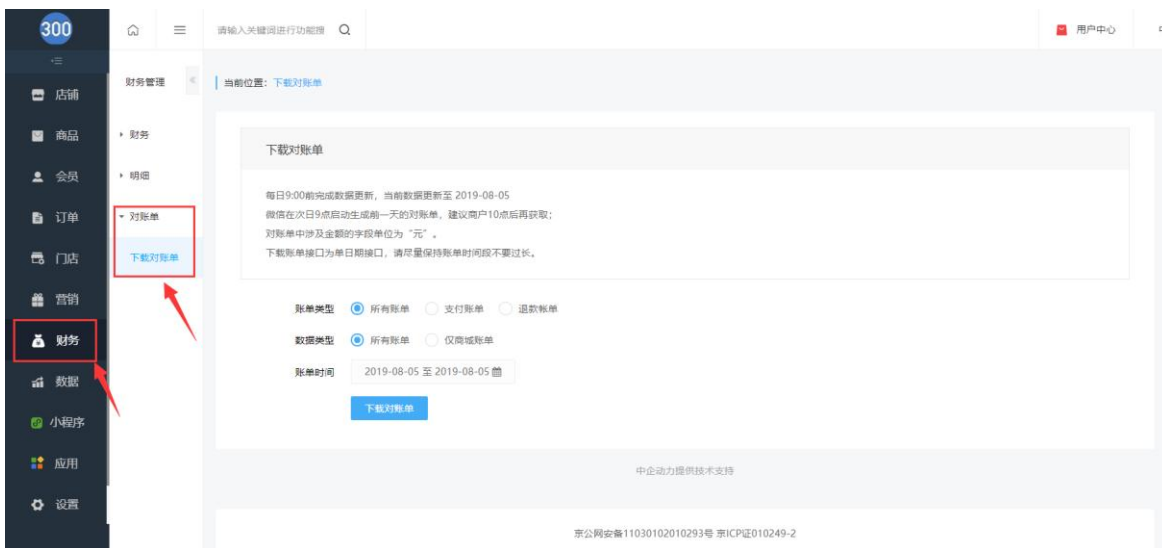 300
请输入关键词进行功能搜
用户中心
店铺
商品
会员
订单
门店
营销
财务
数据
小程序
应用
设置
财务管理
财务
明细
对账单
下载对账单
当前位置：下载对账单
下载对账单
每日9:00前完成数据更新，当前数据更新至 2019-08-05
微信在次日9点启动生成前一天的对账单，建议商户10点后再获取；
对账单中涉及金额的字段单位为“元”。
下载账单接口为单日期接口，请尽量保持账单时间段不要过长。
账单类型 所有账单 支付账单 退款帐单
数据类型 所有账单 仅商城账单
账单时间 2019-08-05 至 2019-08-05
下载对账单
中企动力提供技术支持
京公网安备11030102010293号 京ICP证010249-2